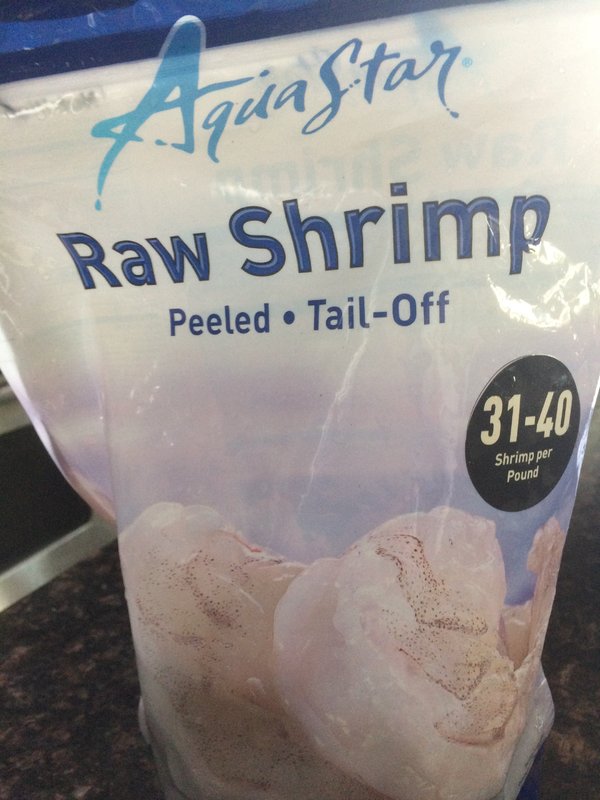 AquaStar®
Raw Shrimp
Peeled • Tail-Off
31-40
Shrimp per
Pound